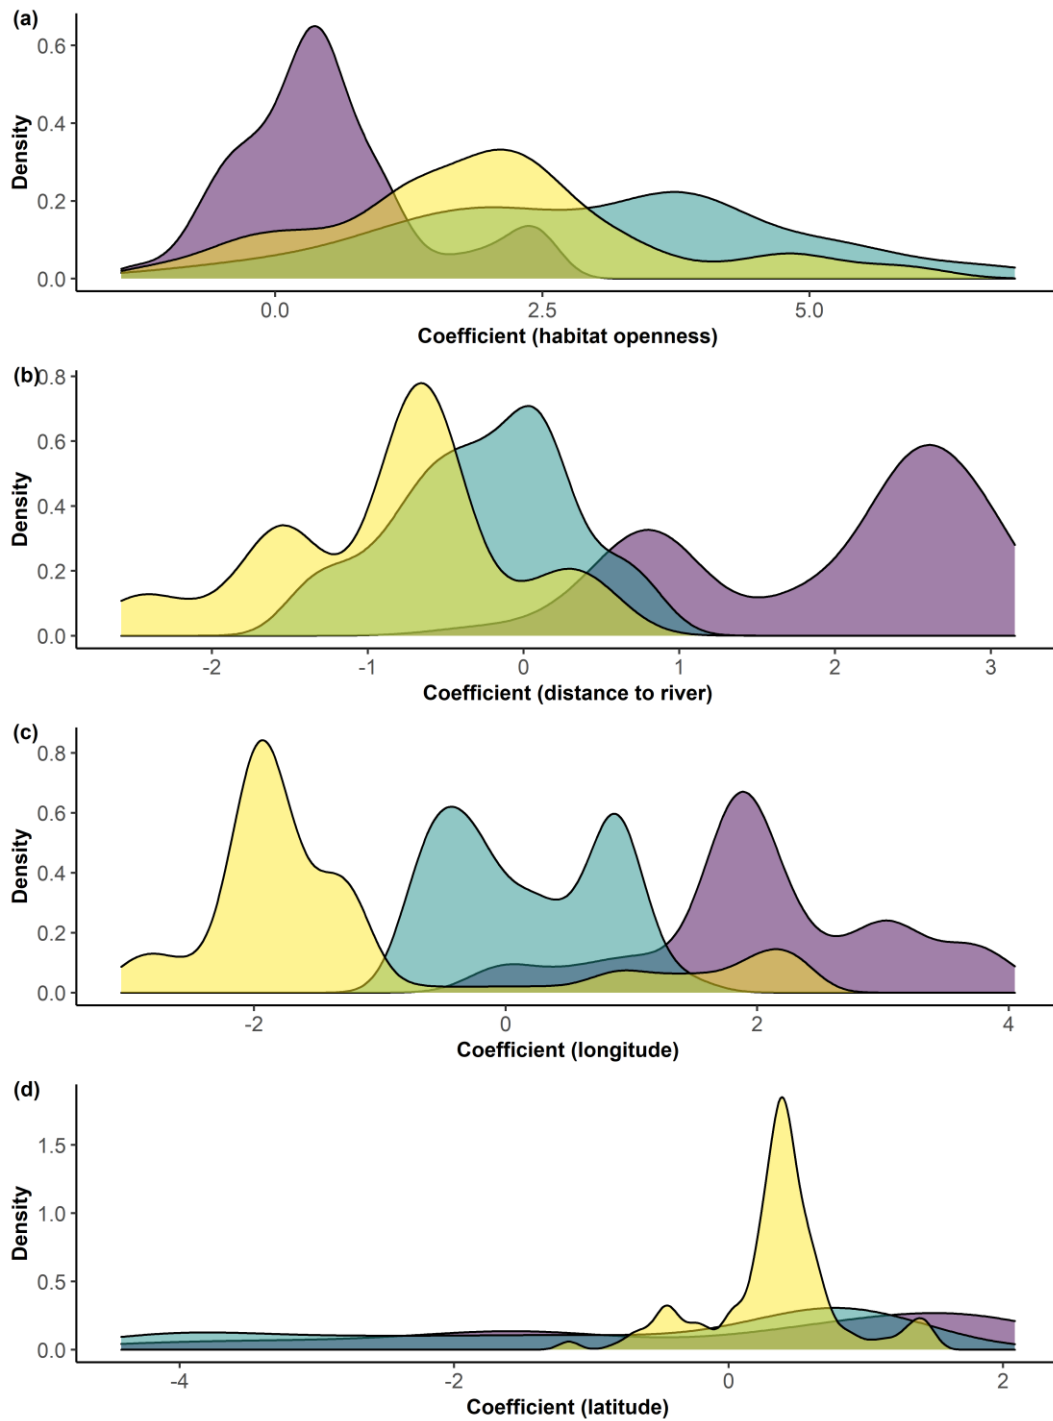 (a)
0.6
0.4
0.2
0.0
Density
0.0 2.5 5.0
Coefficient (habitat openness)
(b)
0.8
0.6
0.4
0.2
0.0
Density
-2 -1 0 1 2 3
Coefficient (distance to river)
(c)
0.8
0.6
0.4
0.2
0.0
Density
-2 0 2 4
Coefficient (longitude)
(d)
1.5
1.0
0.5
0.0
Density
-4 -2 0 2
Coefficient (latitude)